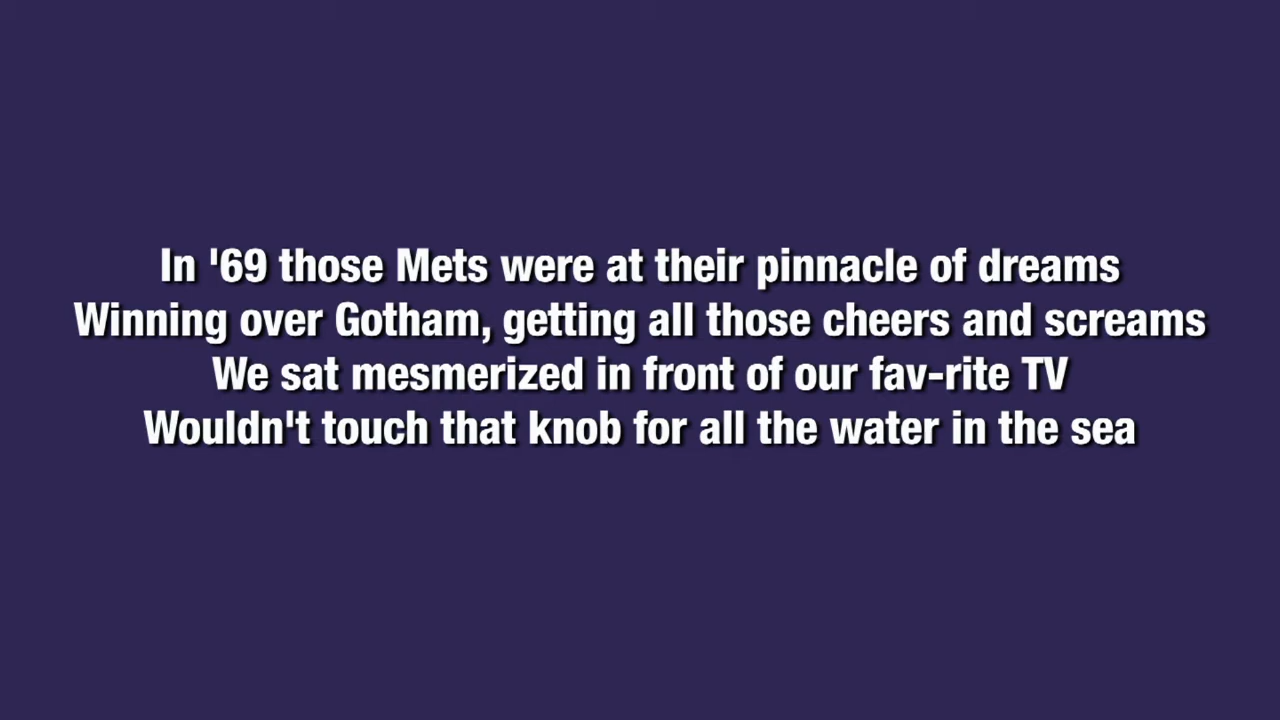 In '69 those Mets were at their pinnacle of dreams
Winning over Gotham, getting all those cheers and screams
We sat mesmerized in front of our fav-rite TV
Wouldn't touch that knob for all the water in the sea